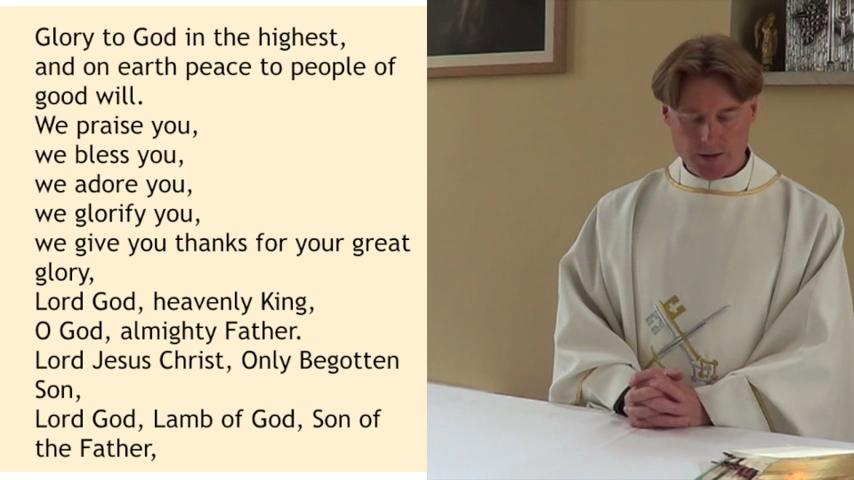 Glory to God in the highest,
and on earth peace to people of
good will.
We praise you,
we bless you,
we adore you,
we glorify you,
we give you thanks for your great
glory,
Lord God, heavenly King,
O God, almighty Father.
Lord Jesus Christ, Only Begotten
Son,
Lord God, Lamb of God, Son of
the Father,